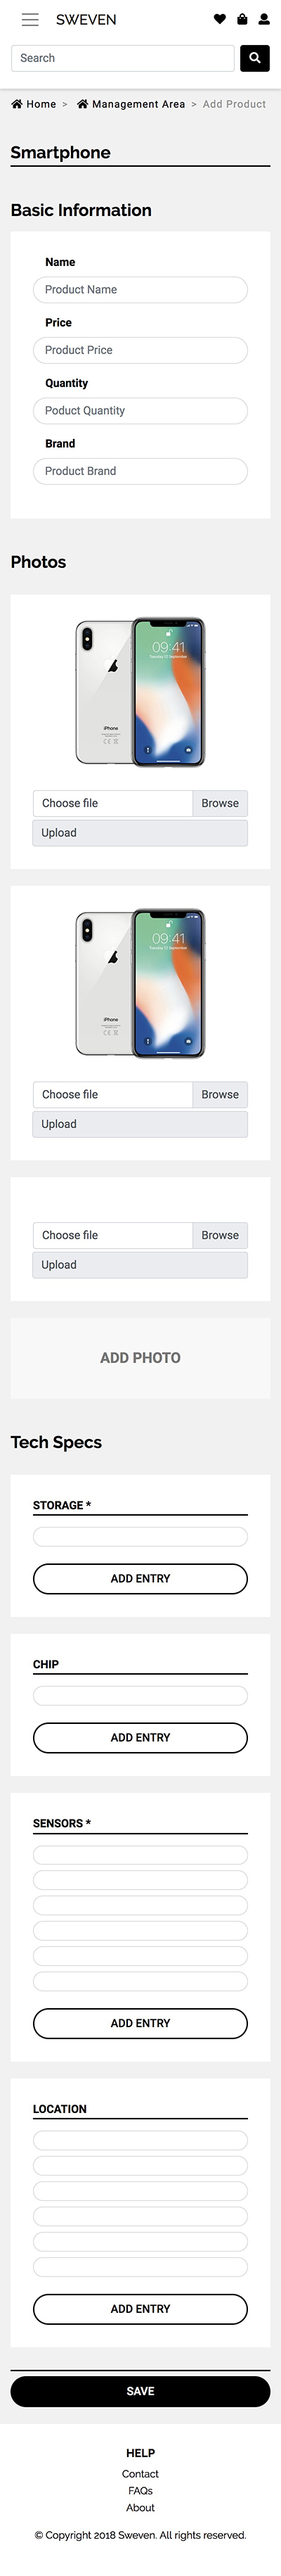 SWEVEN
Search
Home > Management Area > Add Product
Smartphone
Basic Information
Name
Product Name
Price
Product Price
Quantity
Poduct Quantity
Brand
Product Brand
Photos
09:41
iPhone
Choose file Browse
Upload
09:41
iPhone
Choose file Browse
Upload
Choose file Browse
Upload
ADD PHOTO
Tech Specs
STORAGE *
ADD ENTRY
CHIP
ADD ENTRY
SENSORS *
ADD ENTRY
LOCATION
ADD ENTRY
SAVE
HELP
Contact
FAQs
About
© Copyright 2018 Sweven. All rights reserved.